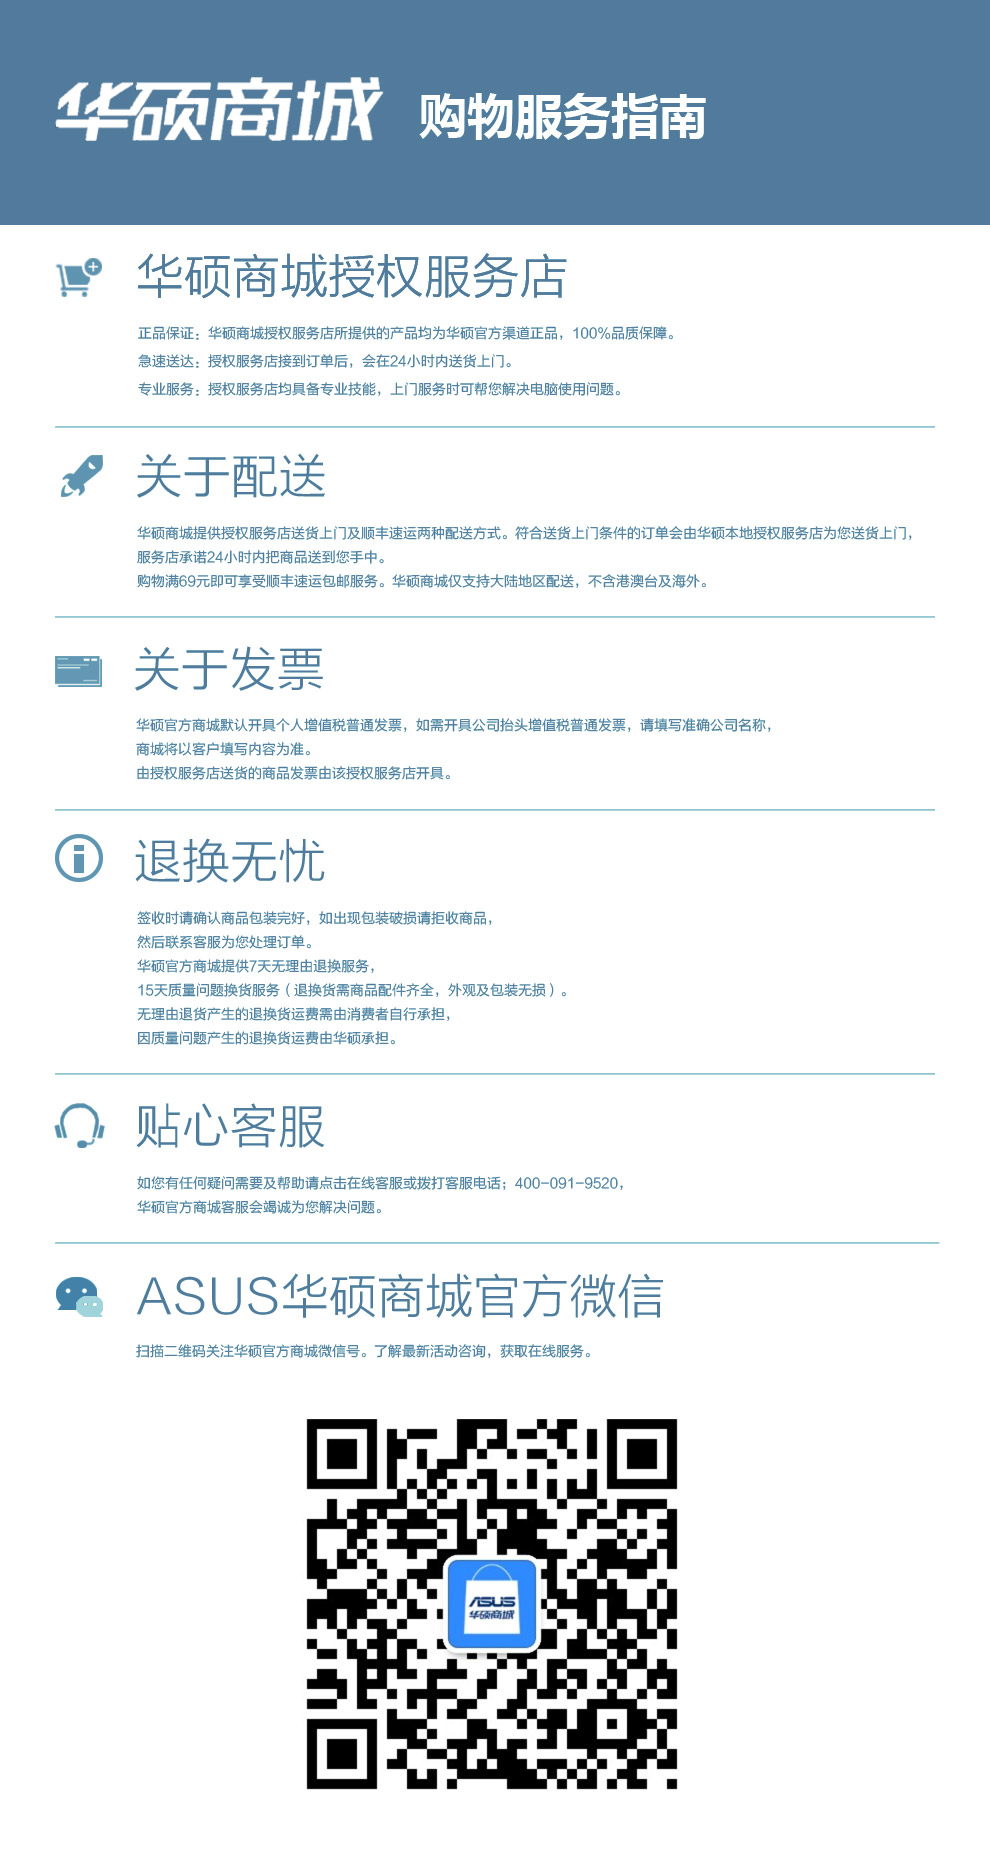 华硕商城 购物服务指南
华硕商城授权服务店
正品保证：华硕商城授权服务店所提供的产品均为华硕官方渠道正品，100%品质保障。
急速送达：授权服务店接到订单后，会在24小时内送货上门。
专业服务：授权服务店均具备专业技能，上门服务时可帮您解决电脑使用问题。
关于配送
华硕商城提供授权服务店送货上门及顺丰速运两种配送方式。符合送货上门条件的订单会由华硕本地授权服务店为您送货上门，
服务店承诺24小时内把商品送到您手中。
购物满69元即可享受顺丰速运包邮服务。华硕商城仅支持大陆地区配送，不含港澳台及海外。
关于发票
华硕官方商城默认开具个人增值税普通发票，如需开具公司抬头增值税普通发票，请填写准确公司名称，
商城将以客户填写内容为准。
由授权服务店送货的商品发票由该授权服务店开具。
退换无忧
签收时请确认商品包装完好，如出现包装破损请拒收商品，
然后联系客服为您处理订单。
华硕官方商城提供7天无理由退换服务，
15天质量问题换货服务（退换货需商品配件齐全，外观及包装无损）。
无理由退货产生的退换货运费需由消费者自行承担，
因质量问题产生的退换货运费由华硕承担。
贴心客服
如您有任何疑问需要及帮助请点击在线客服或拨打客服电话；400-091-9520，
华硕官方商城客服会竭诚为您解决问题。
ASUS华硕商城官方微信
扫描二维码关注华硕官方商城微信号。了解最新活动咨询，获取在线服务。
ASUS
华硕商城